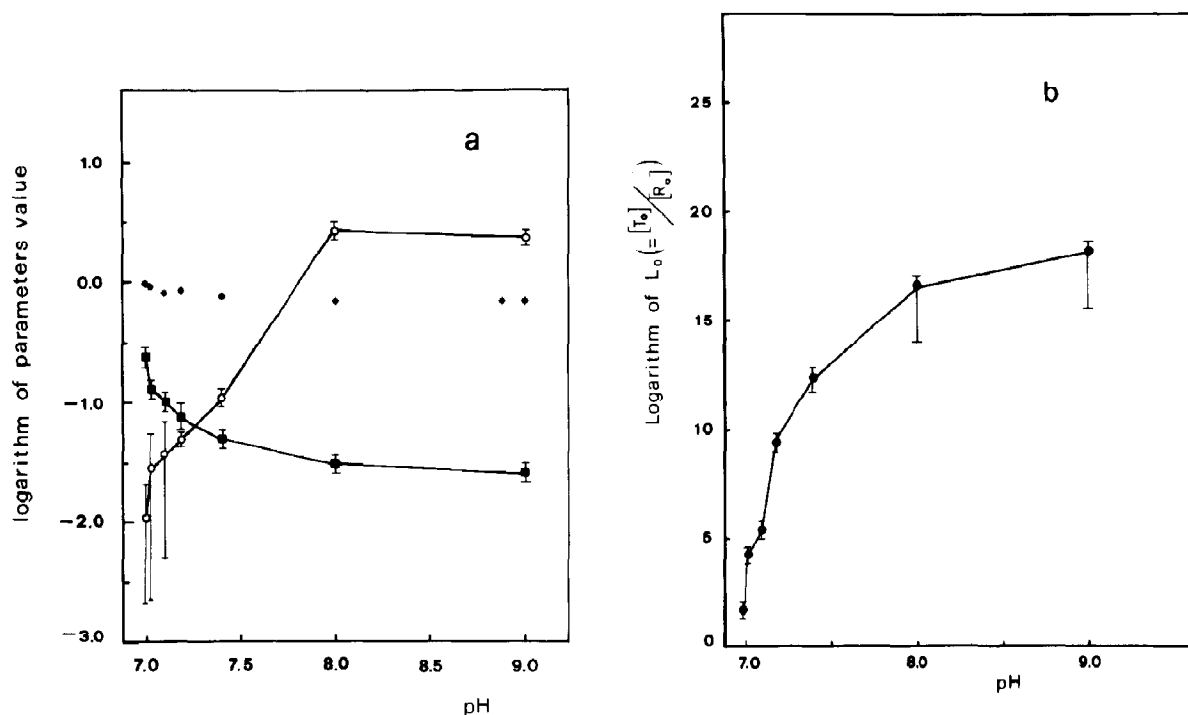 a
logarithm of parameters value
1.0
0.0
−1.0
−2.0
−3.0
7.0 7.5 8.0 8.5 9.0
pH
b
Logarithm of L₀(=[T₀]/[R₀])
25
20
15
10
5
0
7.0 8.0 9.0
pH